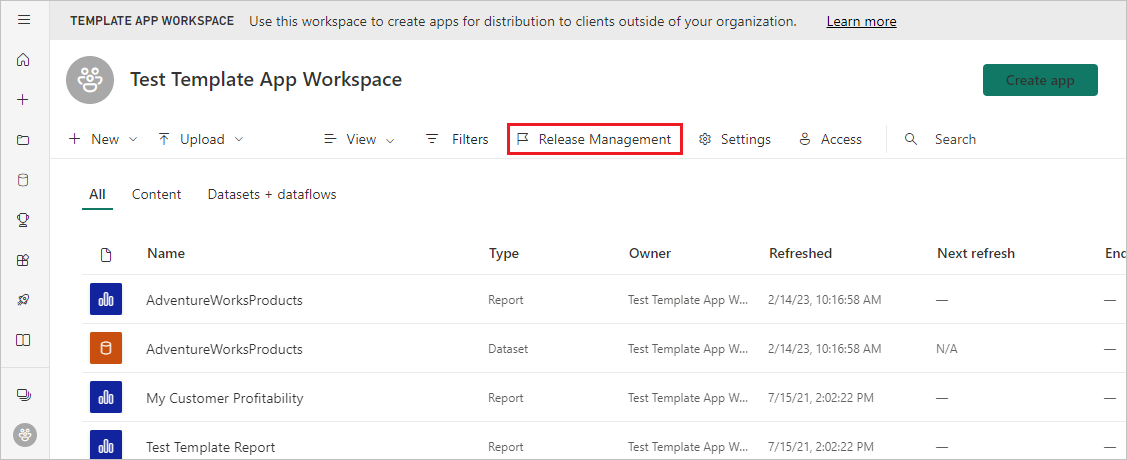 TEMPLATE APP WORKSPACE Use this workspace to create apps for distribution to clients outside of your organization. Learn more
Test Template App Workspace Create app
New Upload View Filters Release Management Settings Access Search
All Content Datasets + dataflows
Name Type Owner Refreshed Next refresh End
AdventureWorksProducts Report Test Template App W... 2/14/23, 10:16:58 AM — —
AdventureWorksProducts Dataset Test Template App W... 2/14/23, 10:16:58 AM N/A —
My Customer Profitability Report Test Template App W... 7/15/21, 2:02:22 PM — —
Test Template Report Report Test Template App W... 7/15/21, 2:02:22 PM — —